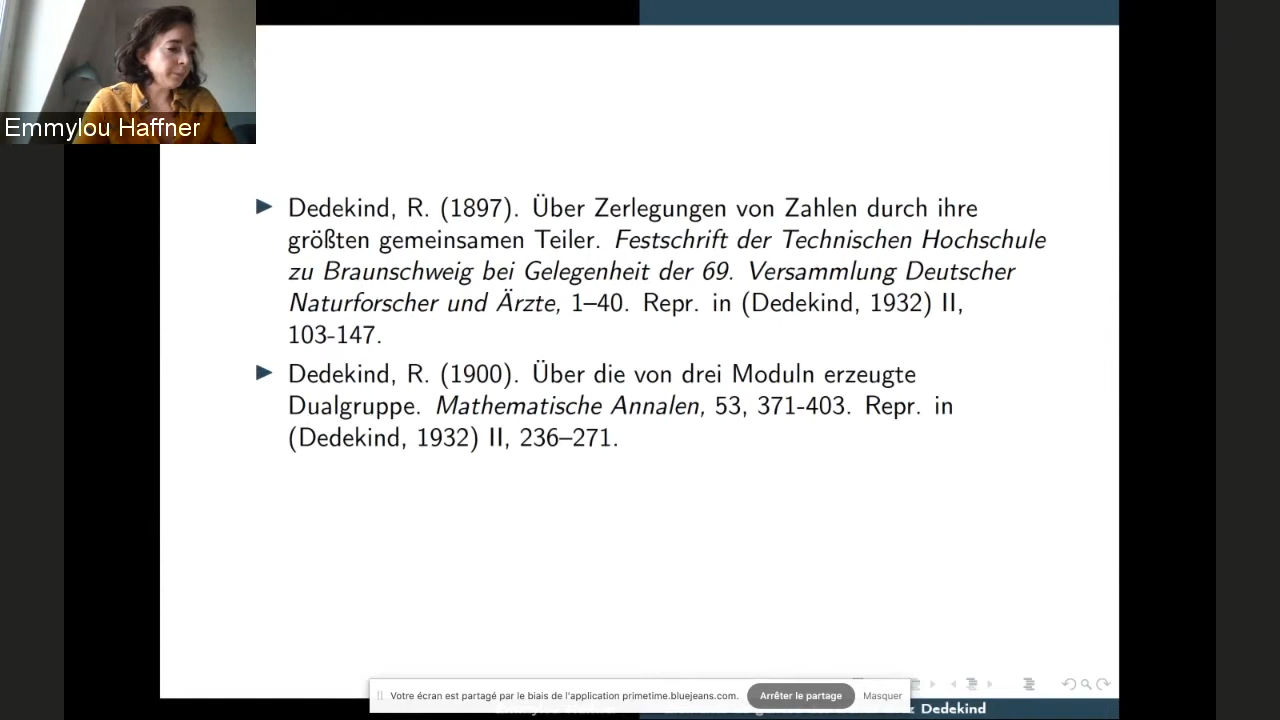 Emmylou Haffner
Dedekind, R. (1897). Über Zerlegungen von Zahlen durch ihre
größten gemeinsamen Teiler. Festschrift der Technischen Hochschule
zu Braunschweig bei Gelegenheit der 69. Versammlung Deutscher
Naturforscher und Ärzte, 1–40. Repr. in (Dedekind, 1932) II,
103-147.
Dedekind, R. (1900). Über die von drei Moduln erzeugte
Dualgruppe. Mathematische Annalen, 53, 371-403. Repr. in
(Dedekind, 1932) II, 236–271.
Votre écran est partagé par le biais de l'application primetime.bluejeans.com. Arrêter le partage Masquer
Dedekind